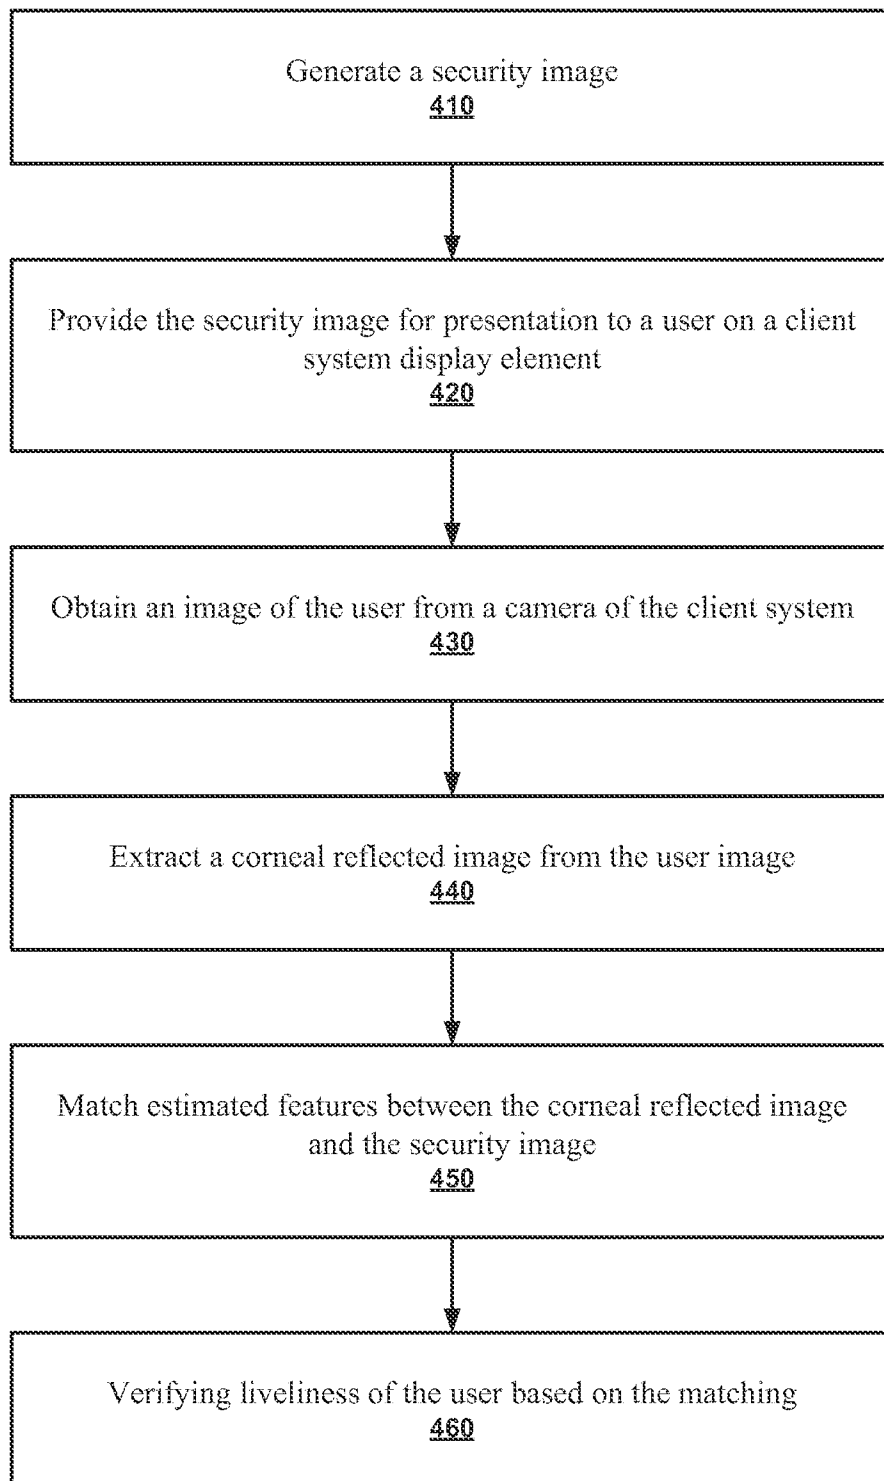 Generate a security image
410
Provide the security image for presentation to a user on a client
system display element
420
Obtain an image of the user from a camera of the client system
430
Extract a corneal reflected image from the user image
440
Match estimated features between the corneal reflected image
and the security image
450
Verifying liveliness of the user based on the matching
460